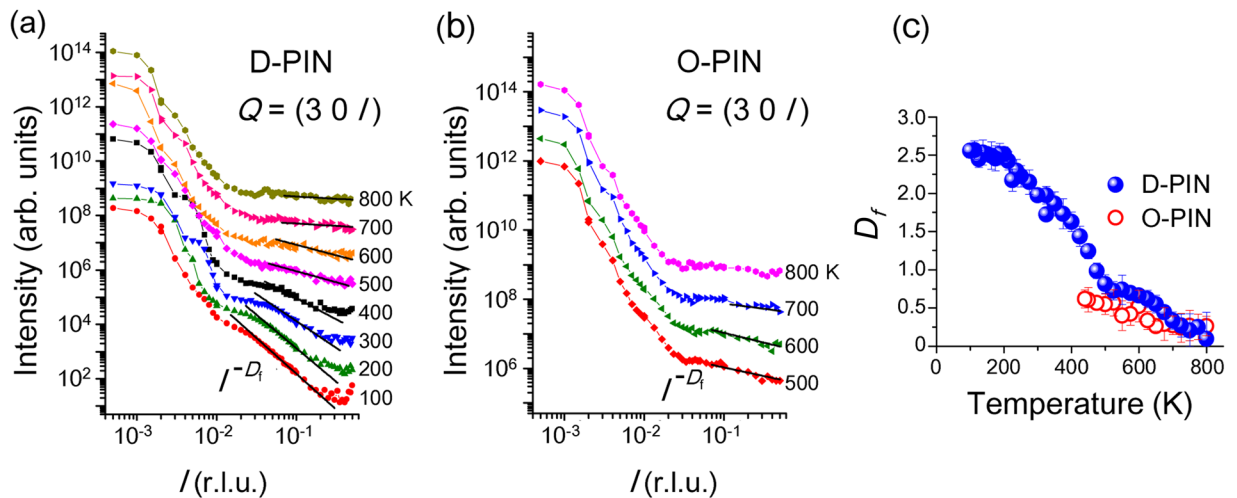 (a)
D-PIN
Q = (3 0 l)
Intensity (arb. units)
10^14
10^12
10^10
10^8
10^6
10^4
10^2
800 K
700
600
500
400
300
200
100
l^-D_f
10^-3
10^-2
10^-1
l (r.l.u.)
(b)
O-PIN
Q = (3 0 l)
Intensity (arb. units)
10^14
10^12
10^10
10^8
10^6
800 K
700
600
500
l^-D_f
10^-3
10^-2
10^-1
l (r.l.u.)
(c)
D_f
3.0
2.5
2.0
1.5
1.0
0.5
0
D-PIN
O-PIN
0 200 400 600 800
Temperature (K)